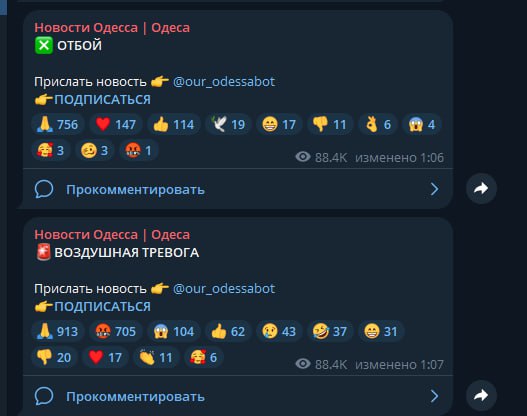 Новости Одесса | Одеса
❎ ОТБОЙ
Прислать новость 👉 @our_odessabot
👉ПОДПИСАТЬСЯ
🙏 756 ❤️ 147 👍 114 🕊 19 😁 17 👎 11 👌 6 😱 4
🥰 3 🤣 3 🤬 1 88.4K изменено 1:06
Прокомментировать
Новости Одесса | Одеса
🚨ВОЗДУШНАЯ ТРЕВОГА
Прислать новость 👉 @our_odessabot
👉ПОДПИСАТЬСЯ
🙏 913 🤬 705 😱 104 👍 62 😢 43 🤣 37 😁 31
👎 20 ❤️ 17 👏 11 🥰 6 88.4K изменено 1:07
Прокомментировать